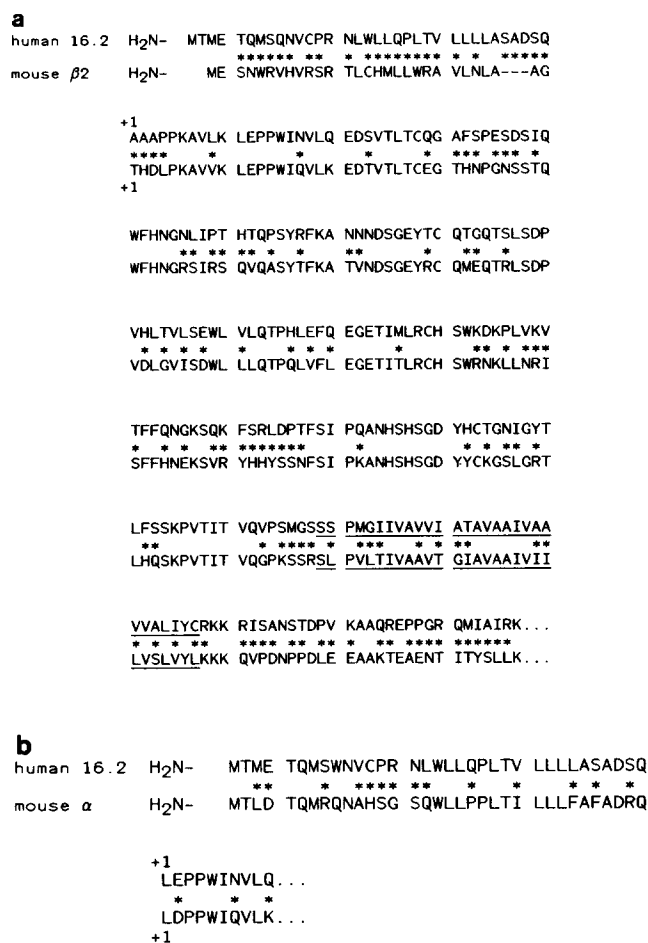 a
human 16.2 H2N- MTME TQMSQNVCPR NLWLLQPLTV LLLLASADSQ
****** ** * ******** * * *****
mouse β2 H2N- ME SNWRVHVRSR TLCHMLLWRA VLNLA---AG
+1
AAAPPKAVLK LEPPWINVLQ EDSVTLTCQG AFSPESDSIQ
**** * * * * *** *** *
THDLPKAVVK LEPPWIQVLK EDTVTLTCEG THNPGNSSTQ
+1
WFHNGNLIPT HTQPSYRFKA NNNDSGEYTC QTGQTSLSDP
** ** ** * * ** * ** *
WFHNGRSIRS QVQASYTFKA TVNDSGEYRC QMEQTRLSDP
VHLTVLSEWL VLQTPHLEFQ EGETIMLRCH SWKDKPLVKV
* * * * * * * * * ** * ***
VDLGVISDWL LLQTPQLVFL EGETITLRCH SWRNKLLNRI
TFFQNGKSQK FSRLDPTFSI PQANHSHSGD YHCTGNIGYT
* * * ** ******* * * * ** *
SFFHNEKSVR YHHYSSNFSI PKANHSHSGD YYCKGSLGRT
LFSSKPVTIT VQVPSMGSSS PMGIIVAVVI ATAVAAIVAA
** * **** * *** * * ** **
LHQSKPVTIT VQGPKSSRSL PVLTIVAAVT GIAVAAIVII
VVALIYCRKK RISANSTDPV KAAQREPPGR QMIAIRK...
* * * ** **** ** ** * ** **** ******
LVSLVYLKKK QVPDNPPDLE EAAKTEAENT ITYSLLK...
b
human 16.2 H2N- MTME TQMSWNVCPR NLWLLQPLTV LLLLASADSQ
** * **** ** * * * * *
mouse α H2N- MTLD TQMRQNAHSG SQWLLPPLTI LLLFAFADRQ
+1
LEPPWINVLQ...
* * *
LDPPWIQVLK...
+1